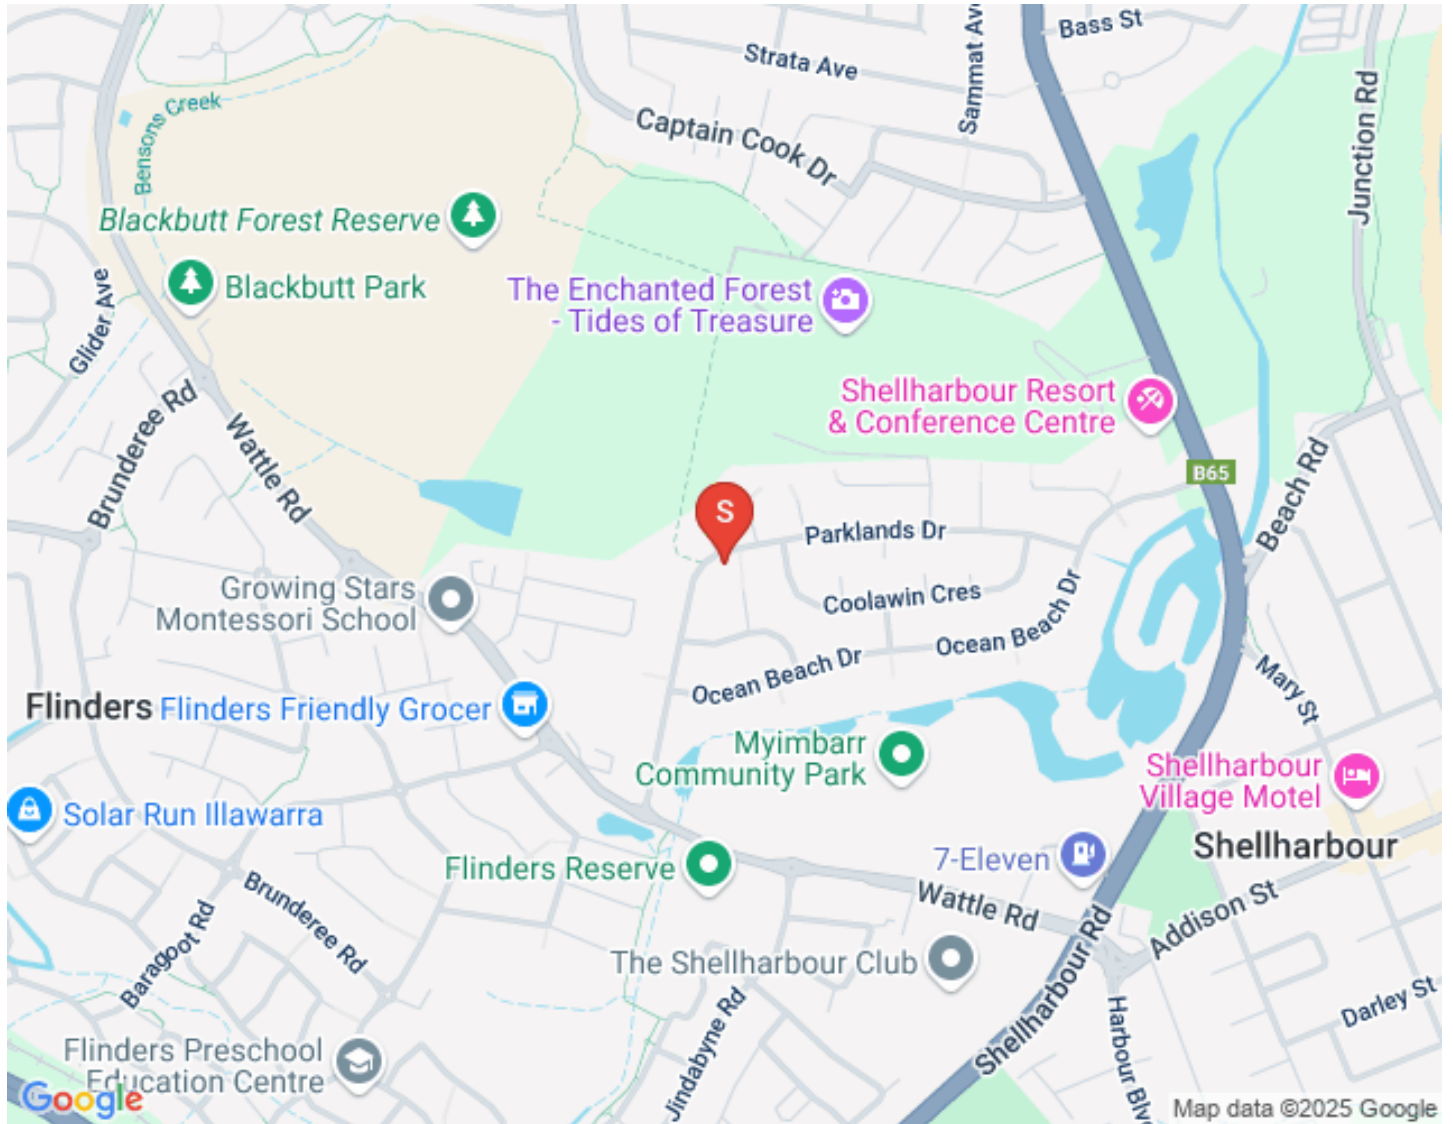 Bass St
Strata Ave
Sammat Ave
Captain Cook Dr
Bensons Creek
Junction Rd
Blackbutt Forest Reserve
Blackbutt Park
The Enchanted Forest
- Tides of Treasure
Glider Ave
Shellharbour Resort
& Conference Centre
Brunderee Rd
Wattle Rd
B65
Beach Rd
S
Parklands Dr
Growing Stars
Montessori School
Coolawin Cres
Ocean Beach Dr
Ocean Beach Dr
Mary St
Flinders
Flinders Friendly Grocer
Myimbarr
Community Park
Shellharbour
Village Motel
Solar Run Illawarra
Shellharbour
7-Eleven
Flinders Reserve
Brunderee Rd
Wattle Rd
Addison St
Baragoot Rd
The Shellharbour Club
Shellharbour Rd
Darley St
Jindabyne Rd
Harbour Blv
Flinders Preschool
Education Centre
Google
Map data ©2025 Google